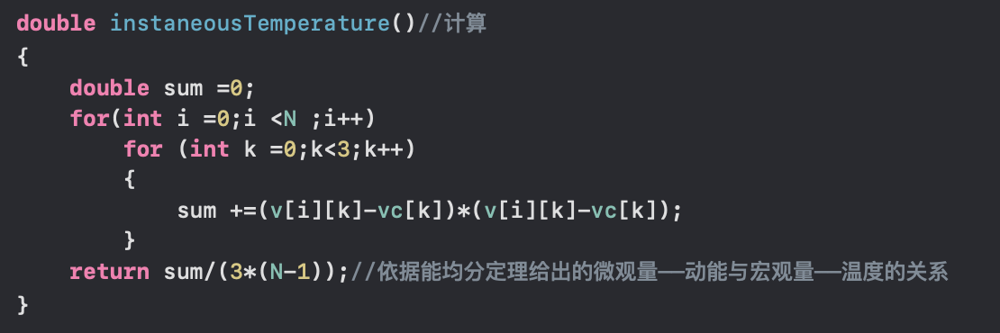 double instaneousTemperature()//计算
{
    double sum =0;
    for(int i =0;i <N ;i++)
        for (int k =0;k<3;k++)
        {
            sum +=(v[i][k]-vc[k])*(v[i][k]-vc[k]);
        }
    return sum/(3*(N-1));//依据能均分定理给出的微观量——动能与宏观量——温度的关系
}